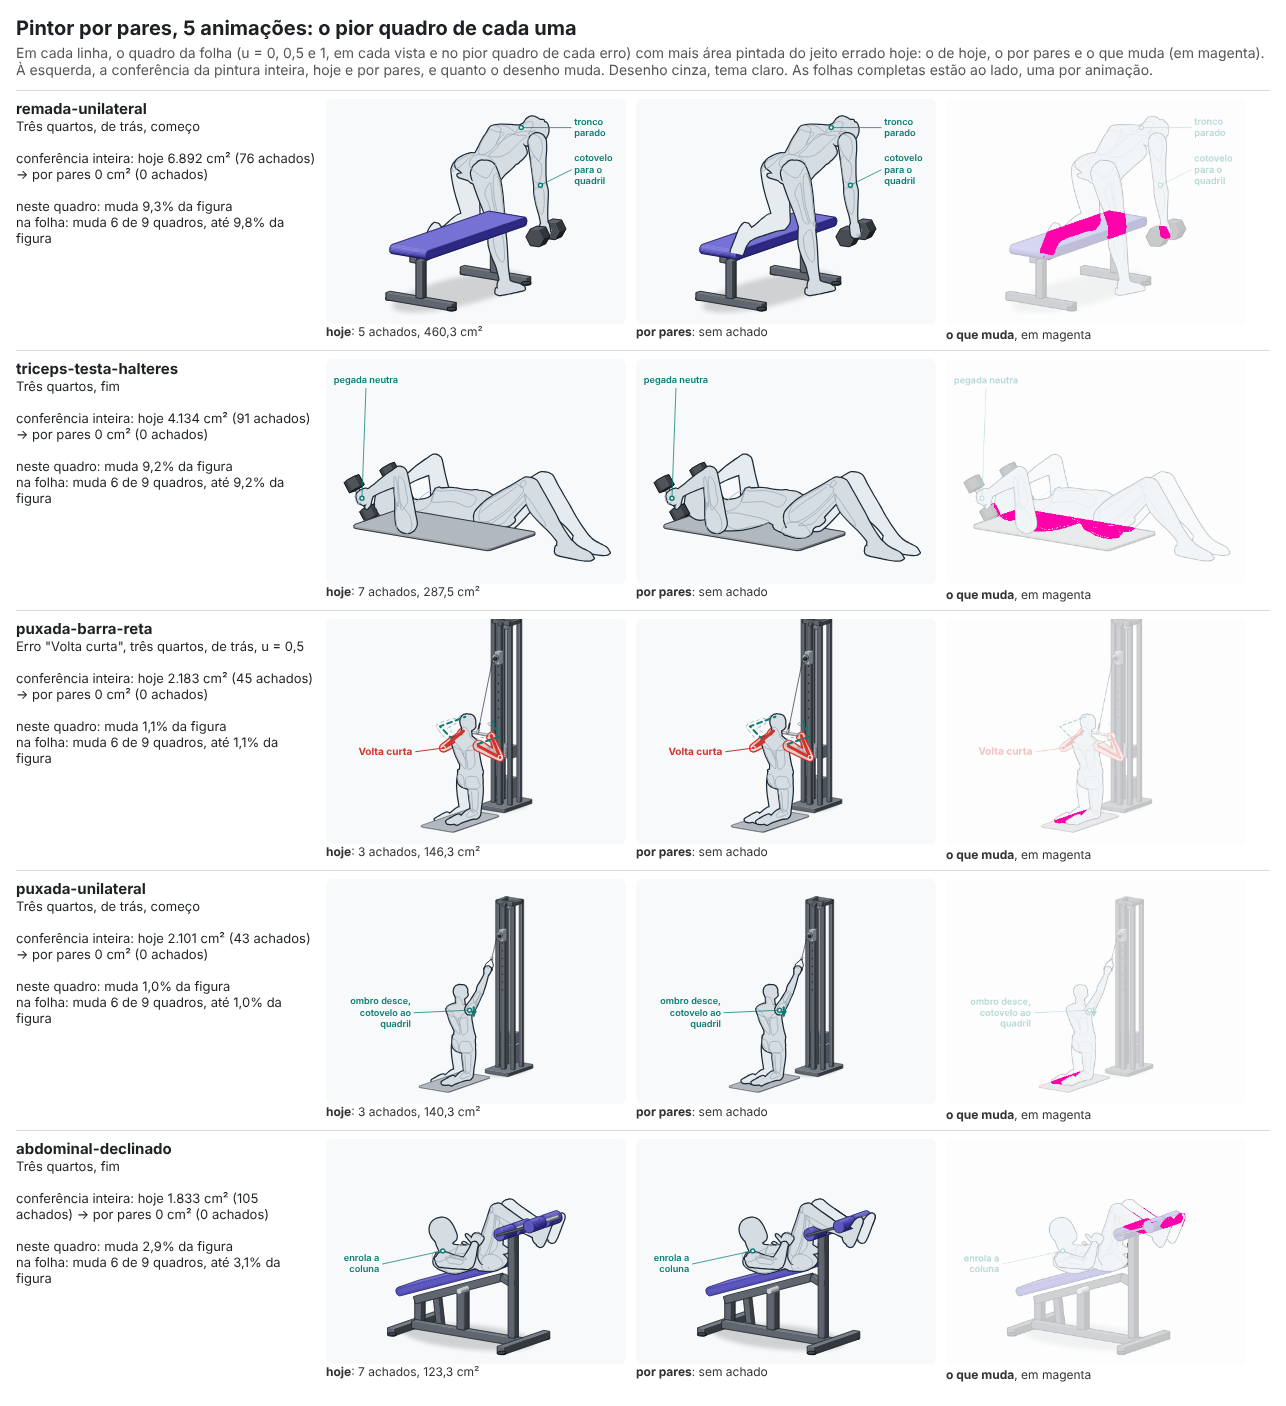 Pintor por pares, 5 animações: o pior quadro de cada uma
Em cada linha, o quadro da folha (u = 0, 0,5 e 1, em cada vista e no pior quadro de cada erro) com mais área pintada do jeito errado hoje: o de hoje, o por pares e o que muda (em magenta).
À esquerda, a conferência da pintura inteira, hoje e por pares, e quanto o desenho muda. Desenho cinza, tema claro. As folhas completas estão ao lado, uma por animação.
remada-unilateral
Três quartos, de trás, começo
conferência inteira: hoje 6.892 cm² (76 achados)
→ por pares 0 cm² (0 achados)
neste quadro: muda 9,3% da figura
na folha: muda 6 de 9 quadros, até 9,8% da
figura
tronco
parado
cotovelo
para o
quadril
hoje: 5 achados, 460,3 cm²
tronco
parado
cotovelo
para o
quadril
por pares: sem achado
tronco
parado
cotovelo
para o
quadril
o que muda, em magenta
triceps-testa-halteres
Três quartos, fim
conferência inteira: hoje 4.134 cm² (91 achados)
→ por pares 0 cm² (0 achados)
neste quadro: muda 9,2% da figura
na folha: muda 6 de 9 quadros, até 9,2% da
figura
pegada neutra
hoje: 7 achados, 287,5 cm²
pegada neutra
por pares: sem achado
pegada neutra
o que muda, em magenta
puxada-barra-reta
Erro "Volta curta", três quartos, de trás, u = 0,5
conferência inteira: hoje 2.183 cm² (45 achados)
→ por pares 0 cm² (0 achados)
neste quadro: muda 1,1% da figura
na folha: muda 6 de 9 quadros, até 1,1% da
figura
Volta curta
hoje: 3 achados, 146,3 cm²
Volta curta
por pares: sem achado
Volta curta
o que muda, em magenta
puxada-unilateral
Três quartos, de trás, começo
conferência inteira: hoje 2.101 cm² (43 achados)
→ por pares 0 cm² (0 achados)
neste quadro: muda 1,0% da figura
na folha: muda 6 de 9 quadros, até 1,0% da
figura
ombro desce,
cotovelo ao
quadril
hoje: 3 achados, 140,3 cm²
ombro desce,
cotovelo ao
quadril
por pares: sem achado
ombro desce,
cotovelo ao
quadril
o que muda, em magenta
abdominal-declinado
Três quartos, fim
conferência inteira: hoje 1.833 cm² (105
achados) → por pares 0 cm² (0 achados)
neste quadro: muda 2,9% da figura
na folha: muda 6 de 9 quadros, até 3,1% da
figura
enrola a
coluna
hoje: 7 achados, 123,3 cm²
enrola a
coluna
por pares: sem achado
enrola a
coluna
o que muda, em magenta